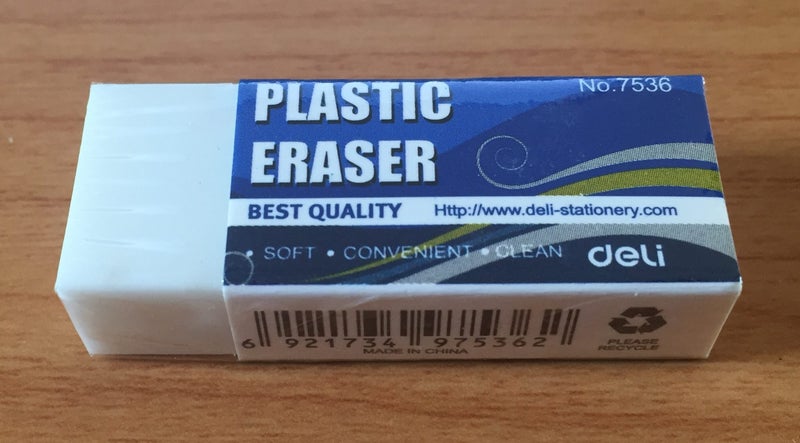 No.7536
PLASTIC
ERASER
BEST QUALITY Http://www.deli-stationery.com
• SOFT • CONVENIENT • CLEAN deli
6 921734 975362
MADE IN CHINA
PLEASE
RECYCLE